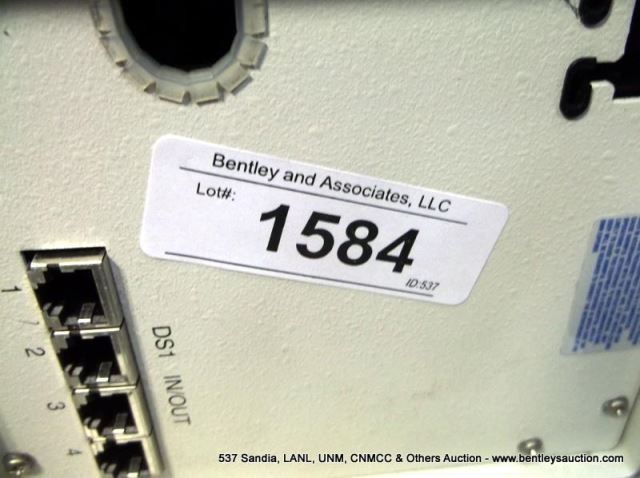 Bentley and Associates, LLC
Lot#:
1584
ID:537
DS1 IN/OUT
1
2
3
4
537 Sandia, LANL, UNM, CNMCC & Others Auction - www.bentleysauction.com